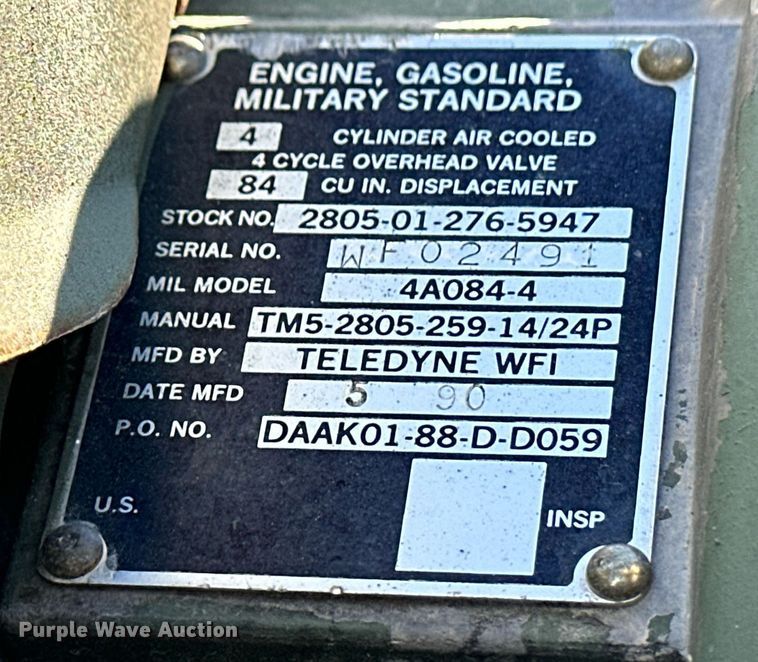 ENGINE, GASOLINE,
MILITARY STANDARD
4 CYLINDER AIR COOLED
4 CYCLE OVERHEAD VALVE
84 CU IN. DISPLACEMENT
STOCK NO. 2805-01-276-5947
SERIAL NO. WF02491
MIL MODEL 4A084-4
MANUAL TM5-2805-259-14/24P
MFD BY TELEDYNE WFI
DATE MFD 5 90
P.O. NO. DAAK01-88-D-D059
U.S. INSP
Purple Wave Auction